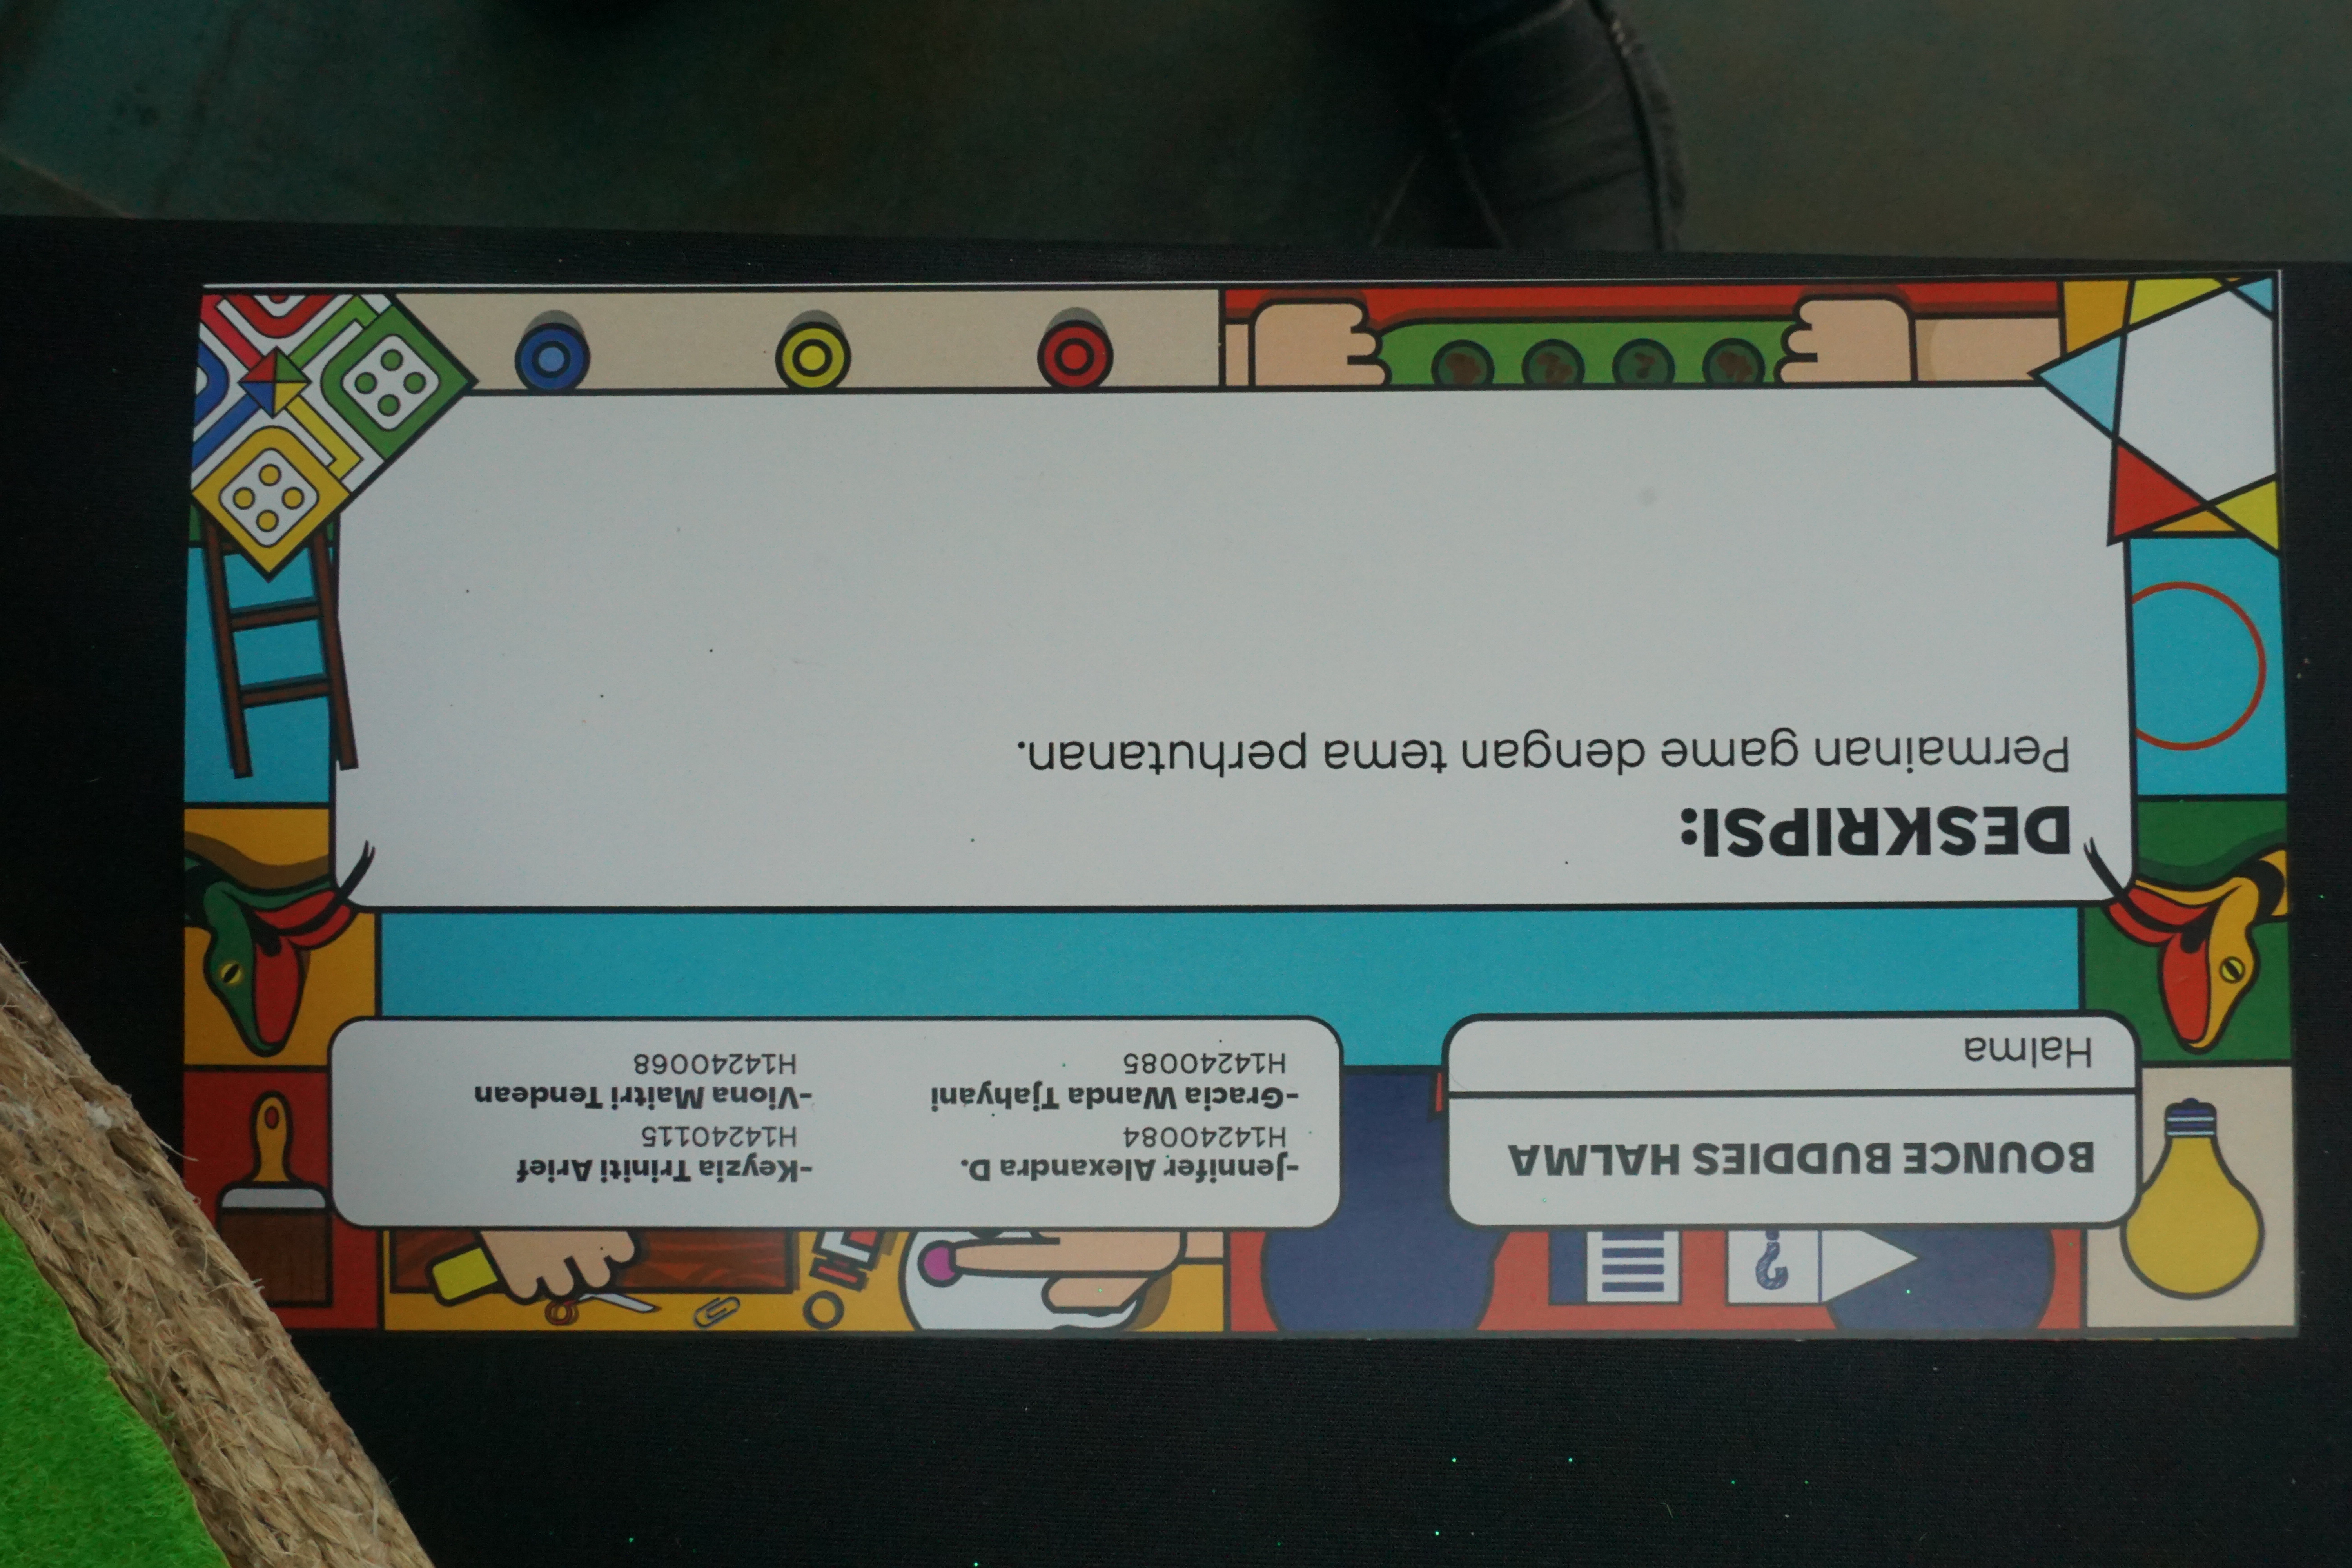 BOUNCE BUDDIES HALMA
Halma
-Jennifer Alexandra D.
H14240084
-Gracia Wanda Tjahyani
H14240085
-Keyzia Triniti Arief
H14240115
-Viona Maitri Tendean
H14240068
DESKRIPSI:
Permainan game dengan tema perhutanan.
?